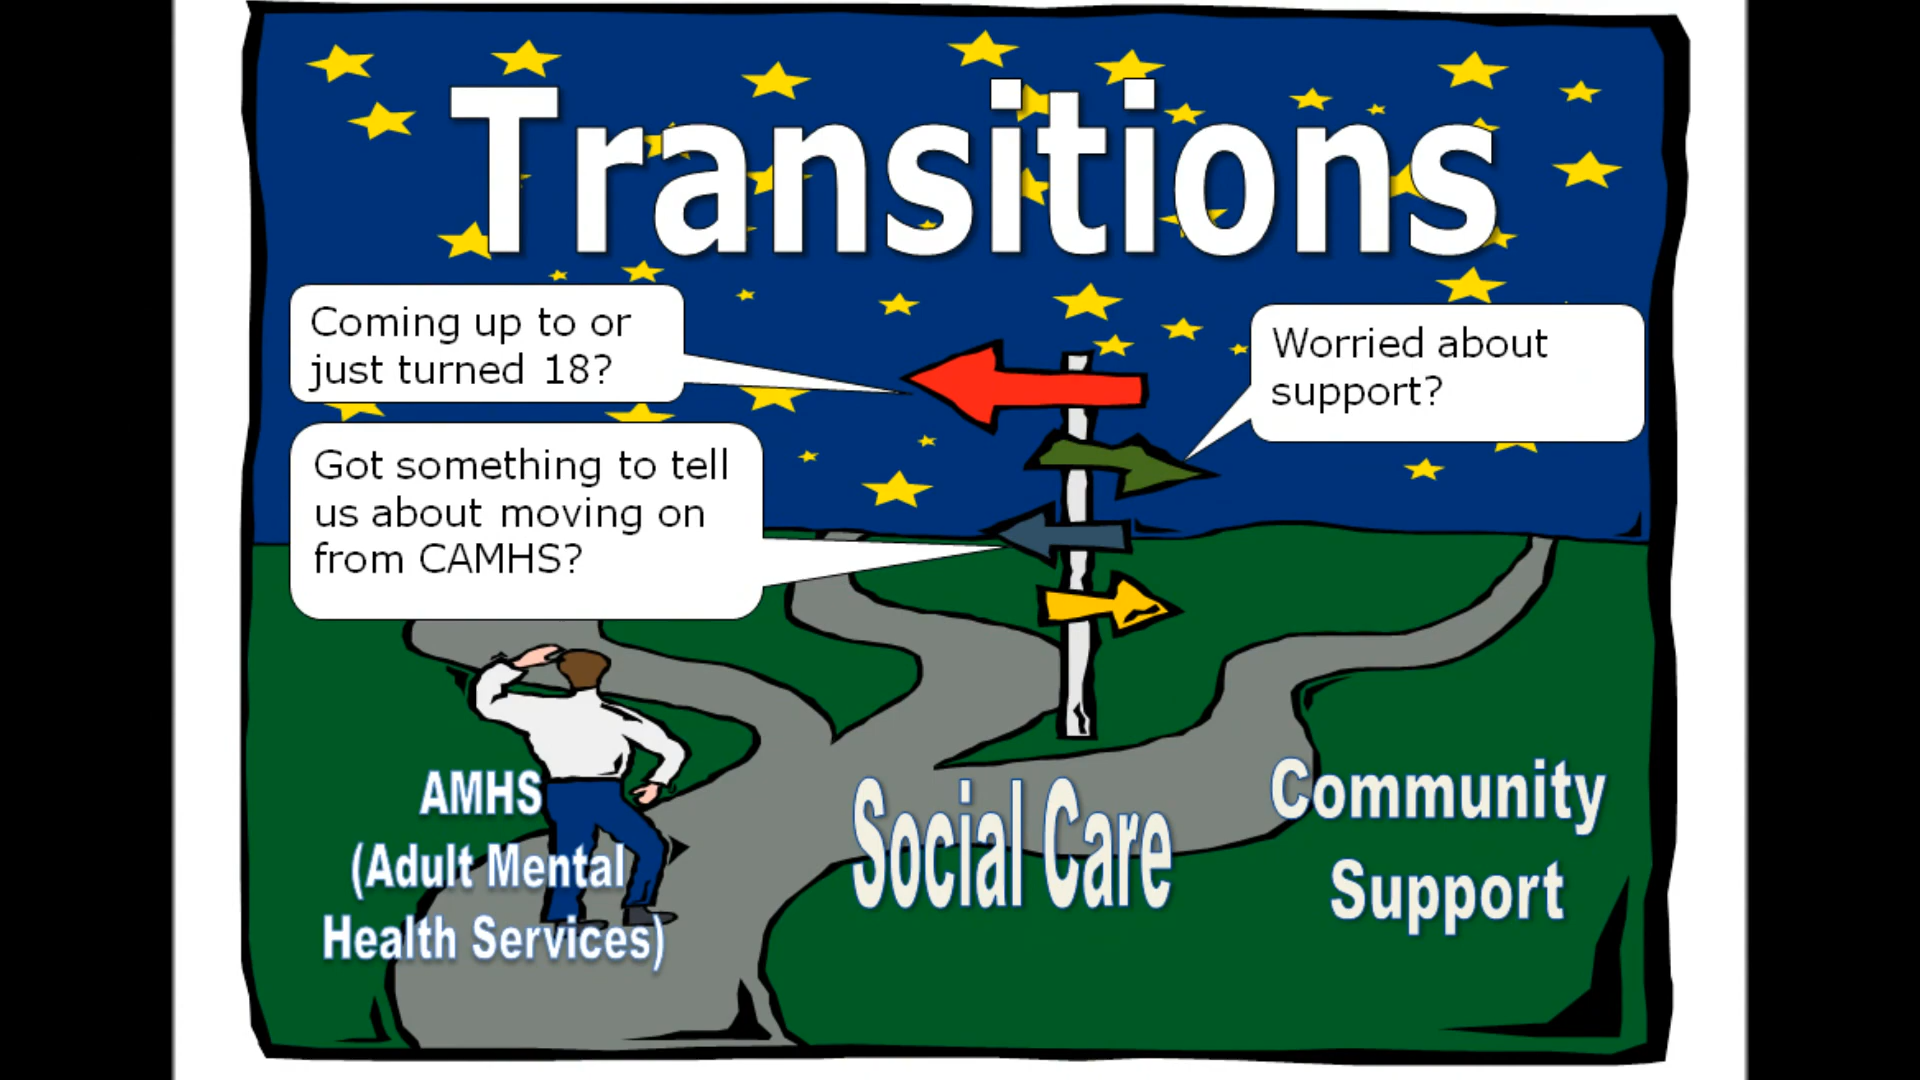 Transitions
Coming up to or
just turned 18?
Worried about
support?
Got something to tell
us about moving on
from CAMHS?
AMHS
(Adult Mental
Health Services)
Social Care
Community
Support